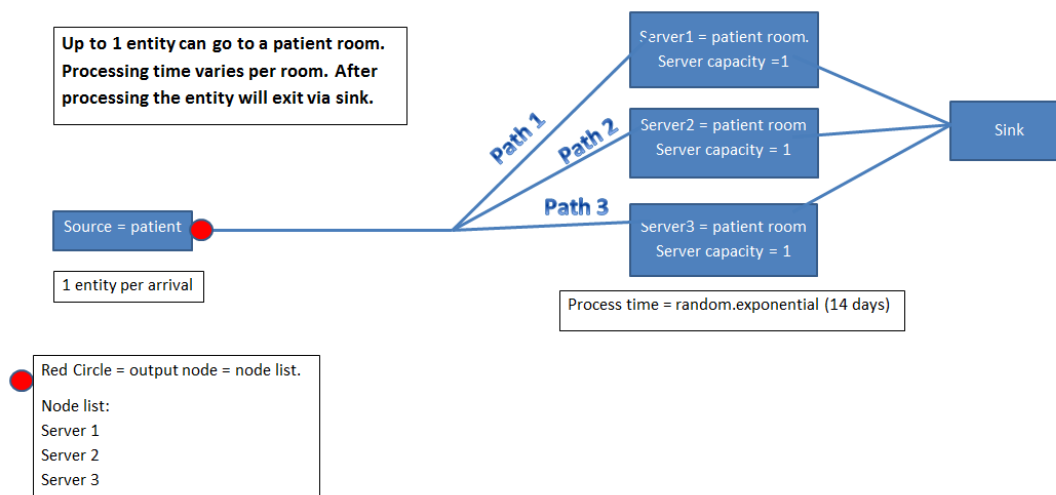 Up to 1 entity can go to a patient room.
Processing time varies per room. After
processing the entity will exit via sink.
Server1 = patient room.
Server capacity =1
Path 1
Path 2
Server2 = patient room
Server capacity = 1
Sink
Path 3
Source = patient
Server3 = patient room
Server capacity = 1
1 entity per arrival
Process time = random.exponential (14 days)
Red Circle = output node = node list.
Node list:
Server 1
Server 2
Server 3